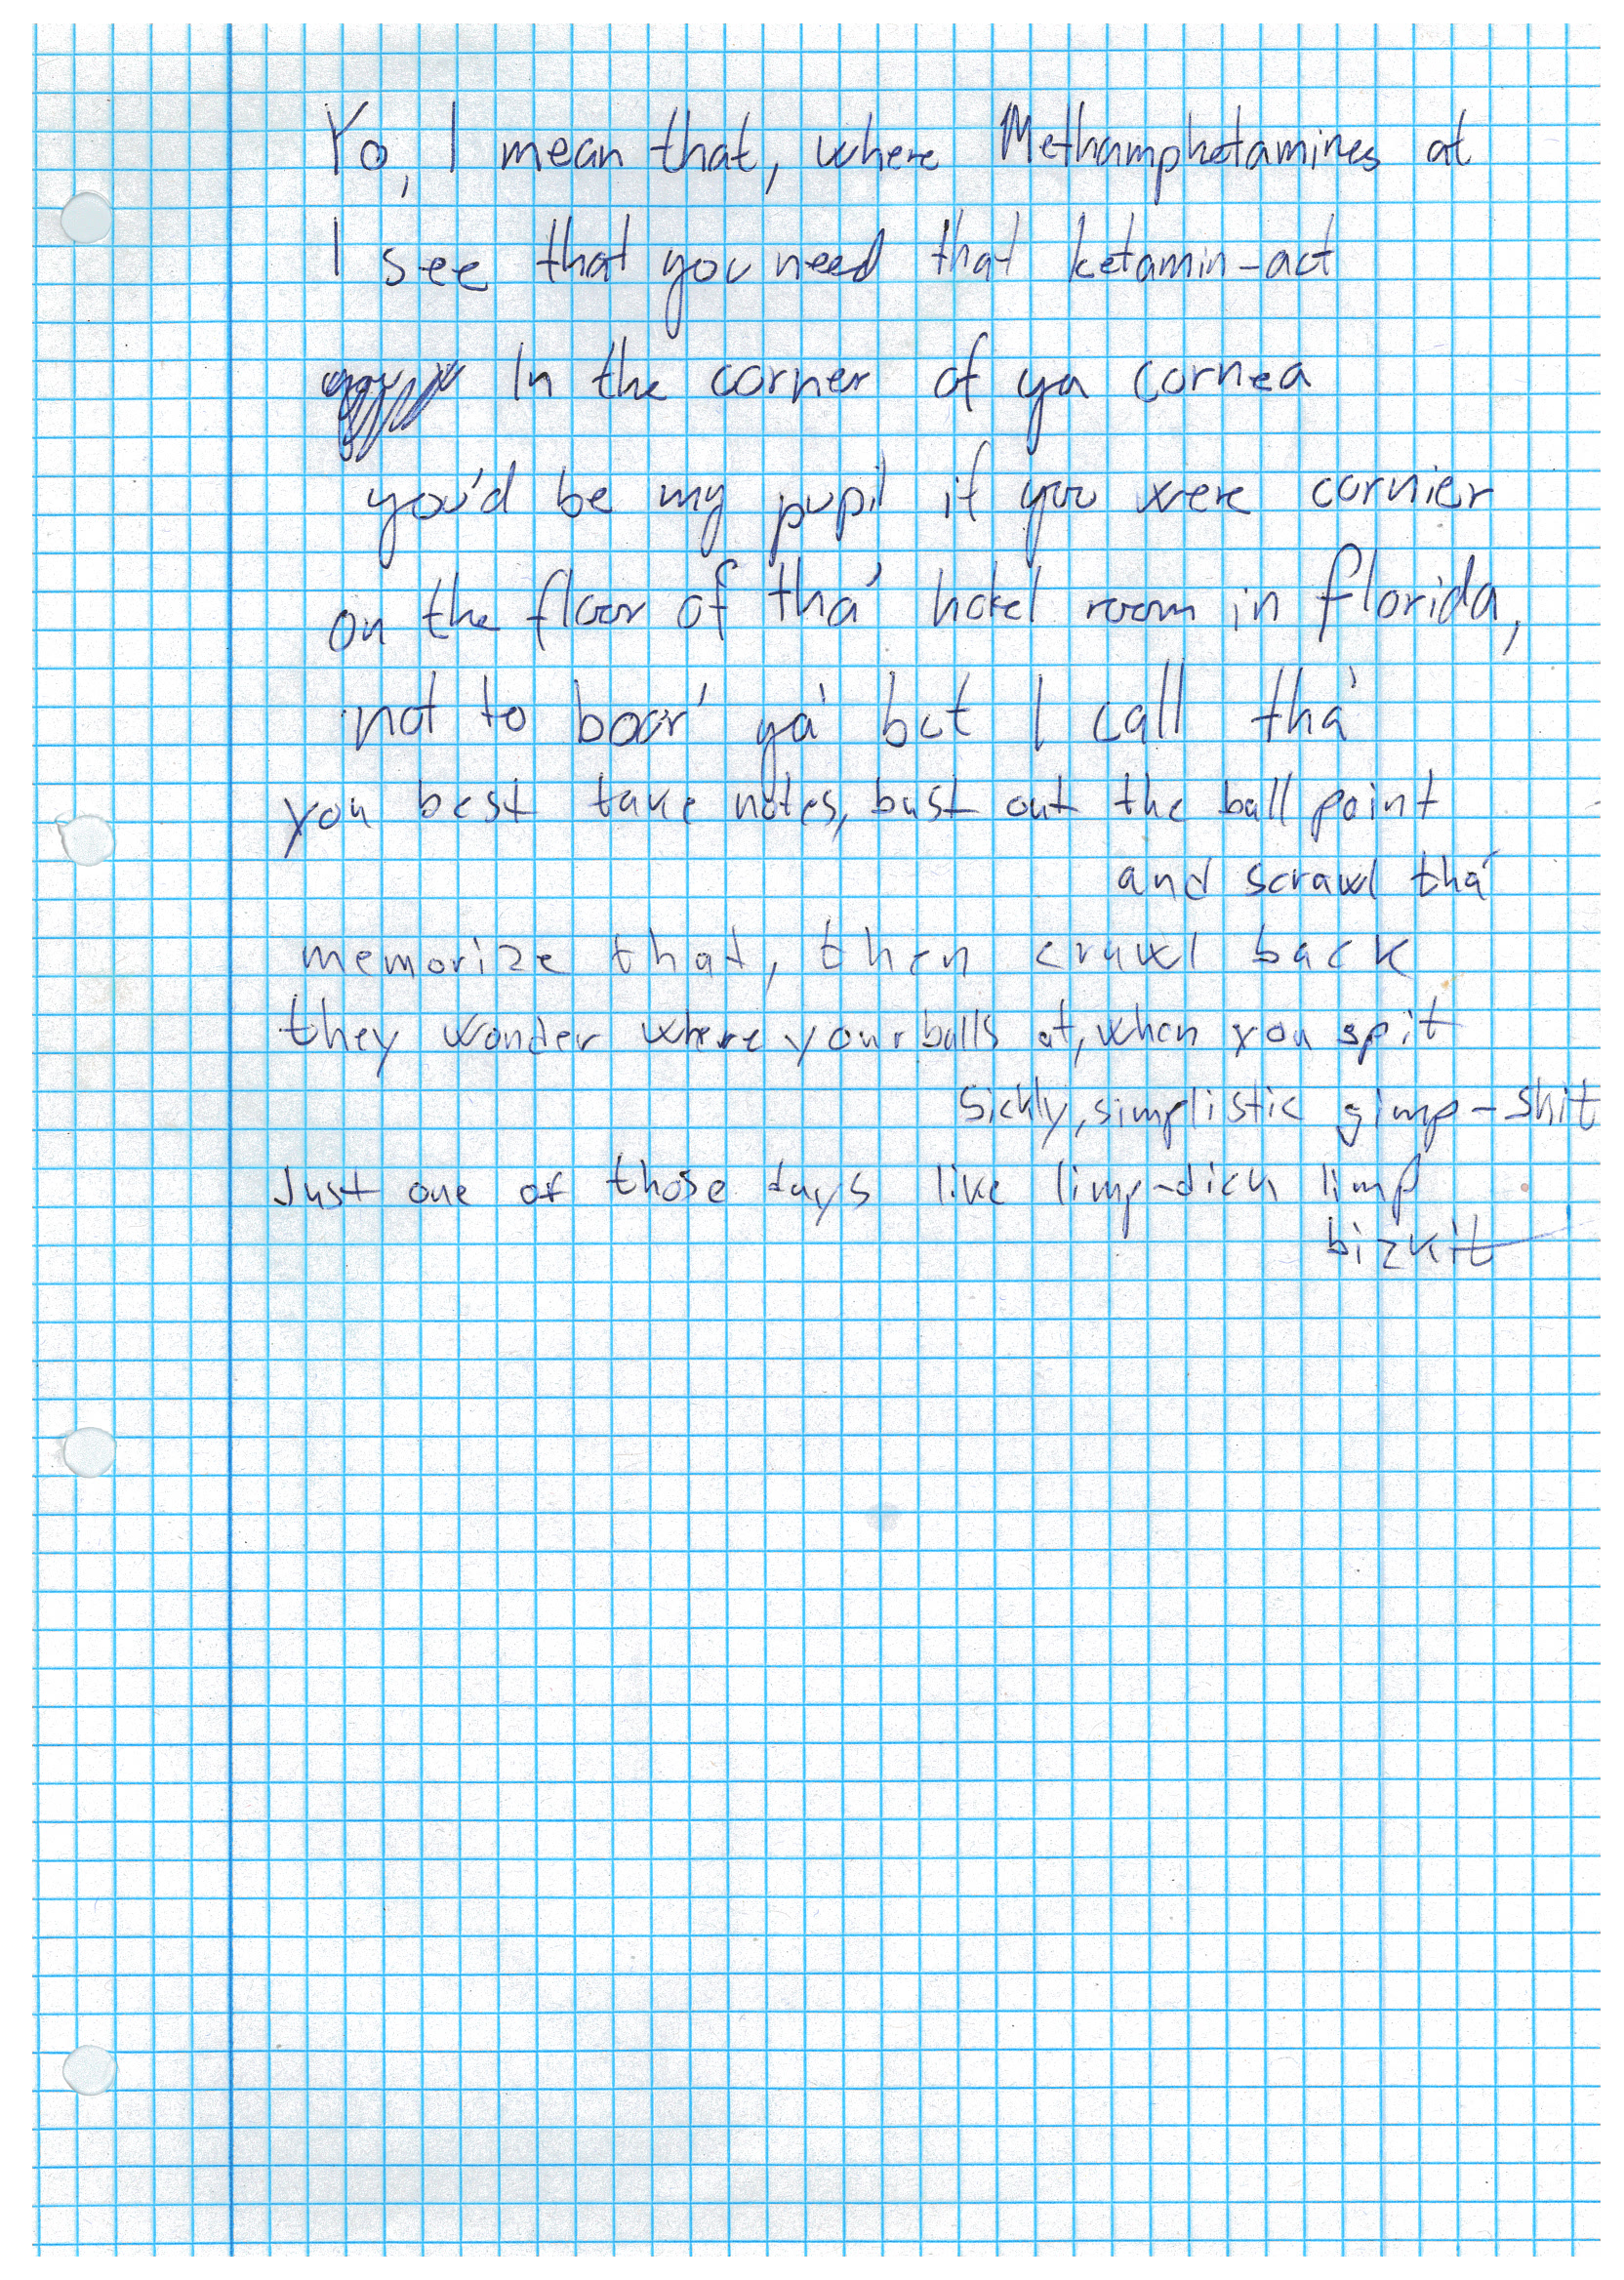 Yo, I mean that, where Methamphetamines at
I see that you need that ketamin-act
In the corner of ya cornea
you'd be my pupil if you were cornier
on the floor of tha' hotel room in florida,
not to boor' ya' but I call tha'
you best take notes, bust out the ball point
and scrawl tha'
memorize that, then crawl back
they wonder where your balls at, when you spit
Sickly, simplistic gimp-shit
Just one of those days like limp-dick limp
bizkit